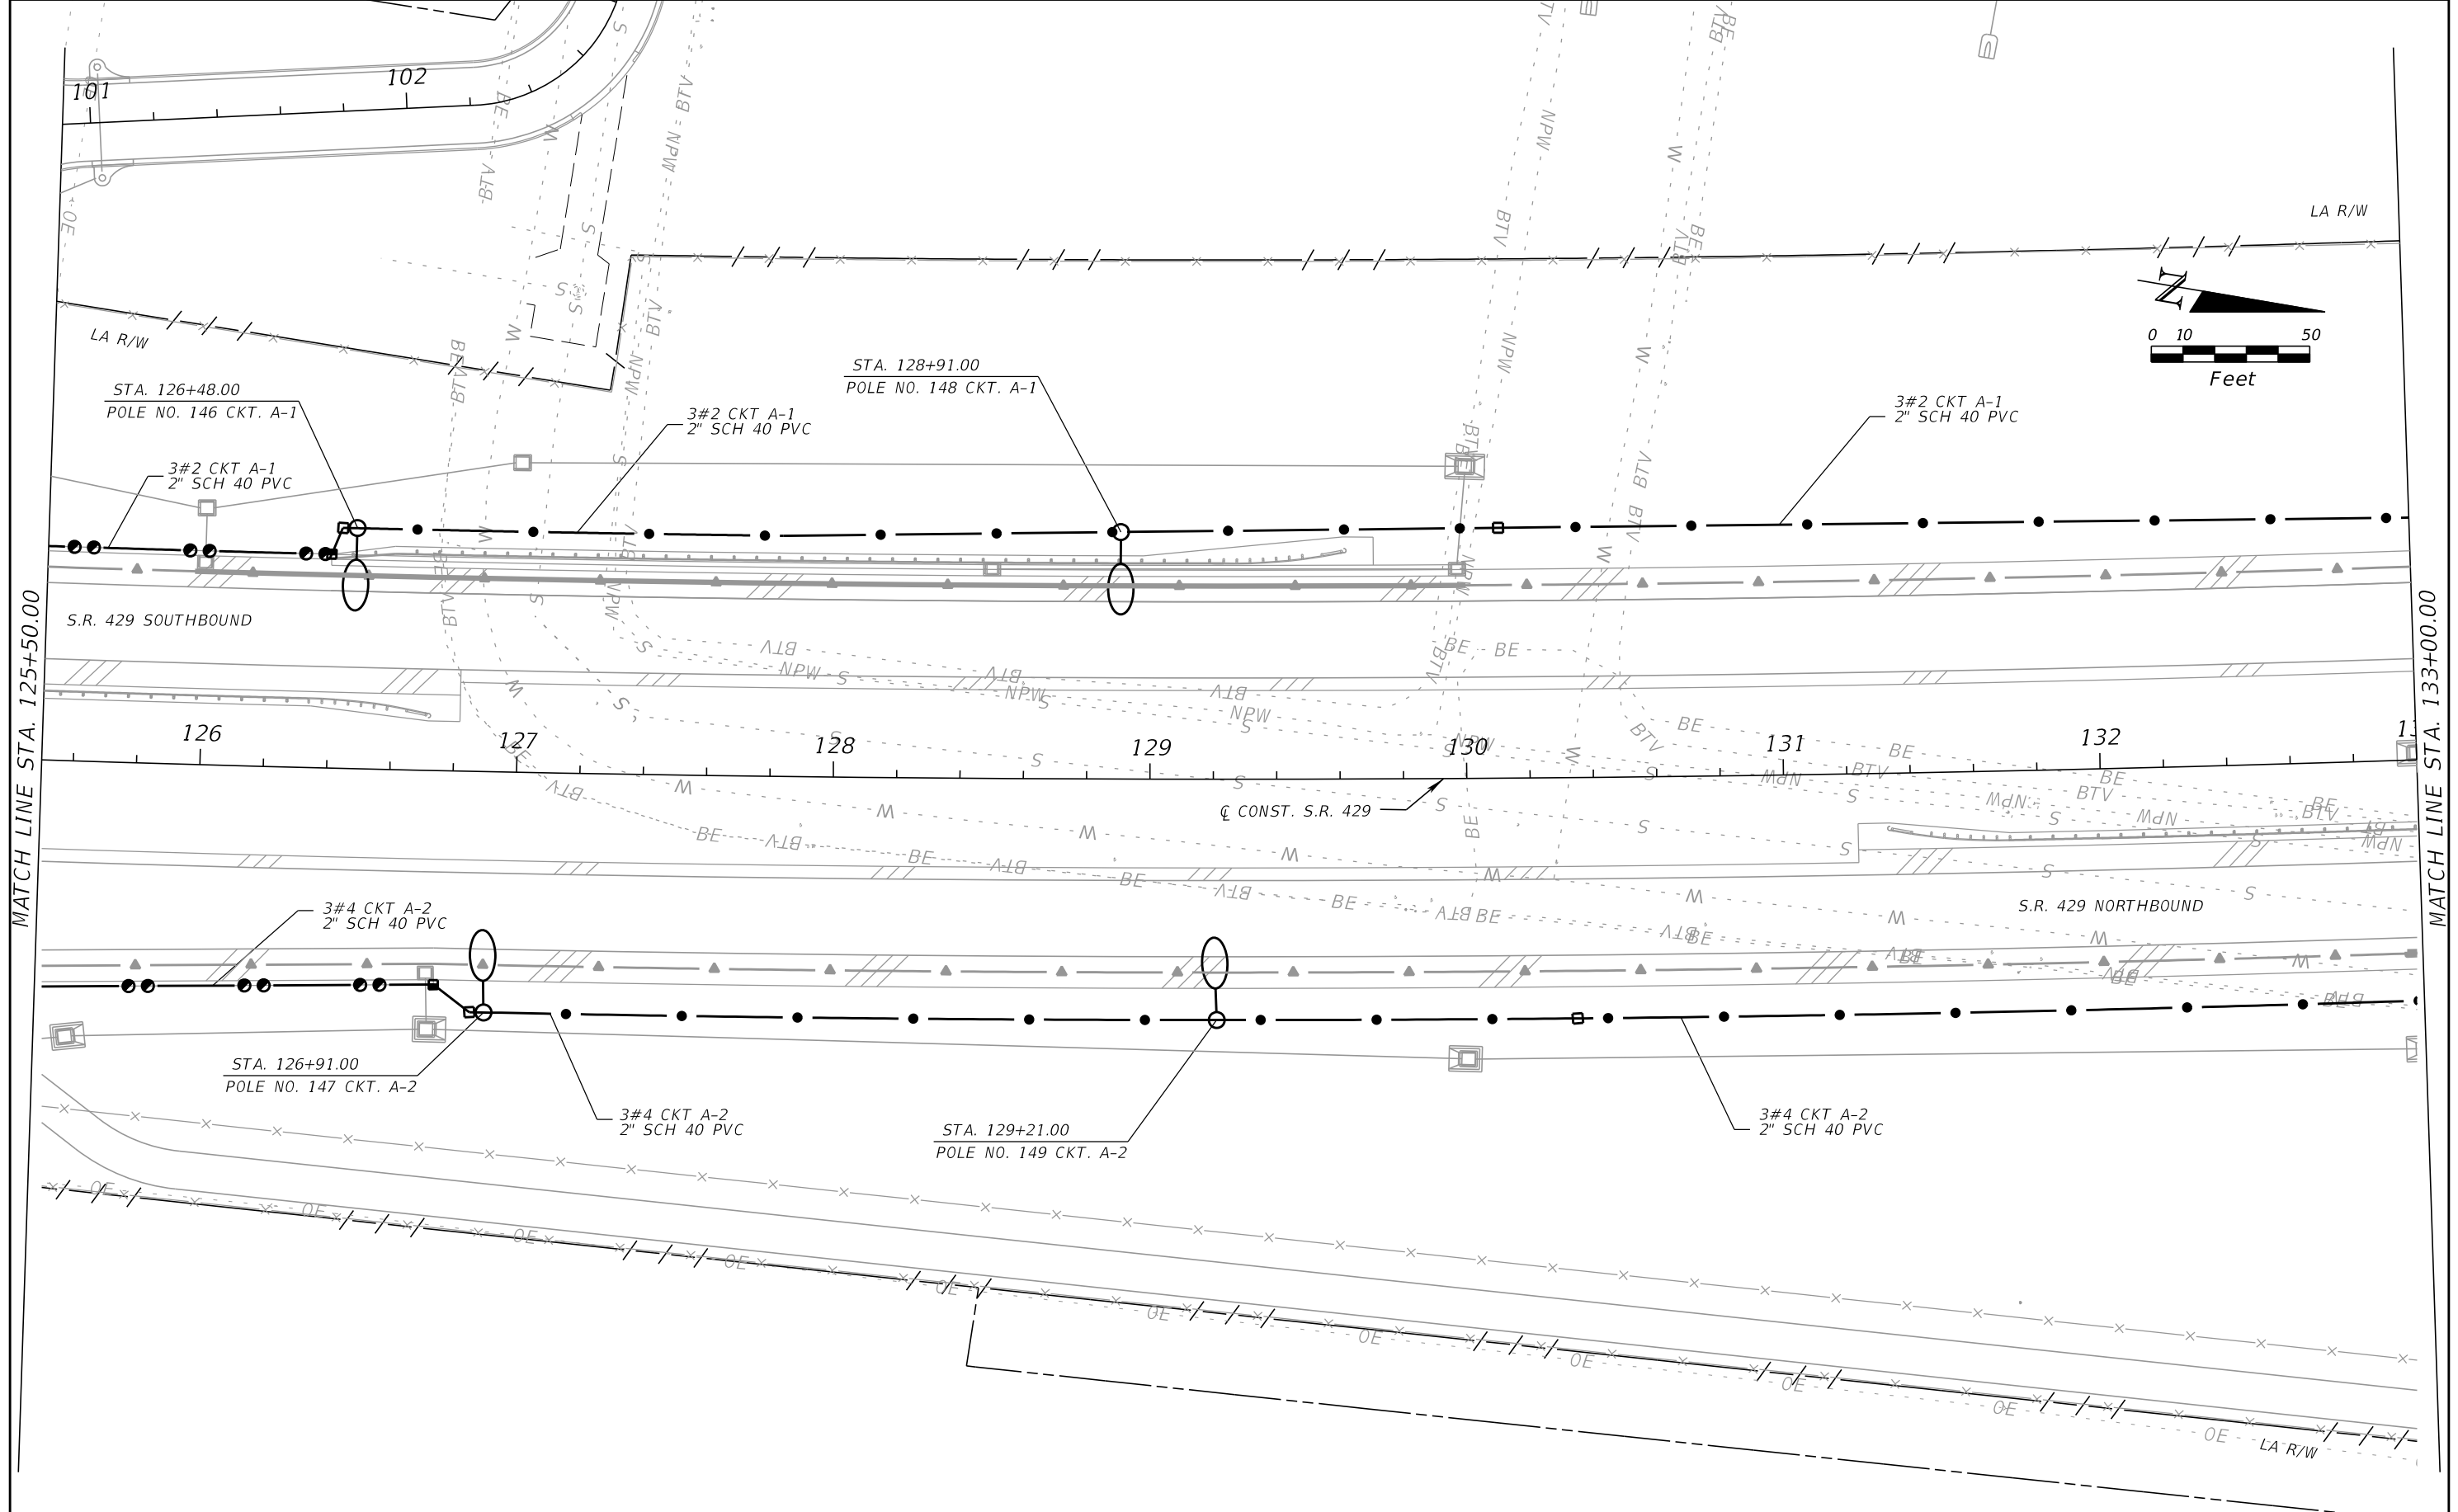 101
102
LA R/W
N
0 10 50
Feet
LA R/W
STA. 126+48.00
POLE NO. 146 CKT. A-1
STA. 128+91.00
POLE NO. 148 CKT. A-1
3#2 CKT A-1
2" SCH 40 PVC
3#2 CKT A-1
2" SCH 40 PVC
3#2 CKT A-1
2" SCH 40 PVC
S.R. 429 SOUTHBOUND
MATCH LINE STA. 125+50.00
MATCH LINE STA. 133+00.00
126
127
128
129
130
131
132
℄ CONST. S.R. 429
S.R. 429 NORTHBOUND
3#4 CKT A-2
2" SCH 40 PVC
STA. 126+91.00
POLE NO. 147 CKT. A-2
3#4 CKT A-2
2" SCH 40 PVC
STA. 129+21.00
POLE NO. 149 CKT. A-2
3#4 CKT A-2
2" SCH 40 PVC
LA R/W
BE
BTV
W
S
NPW
OE